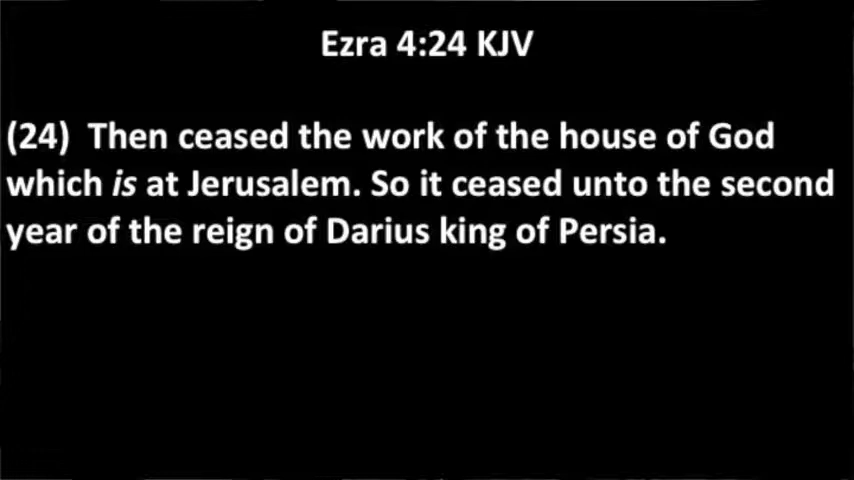 Ezra 4:24 KJV
(24) Then ceased the work of the house of God
which is at Jerusalem. So it ceased unto the second
year of the reign of Darius king of Persia.